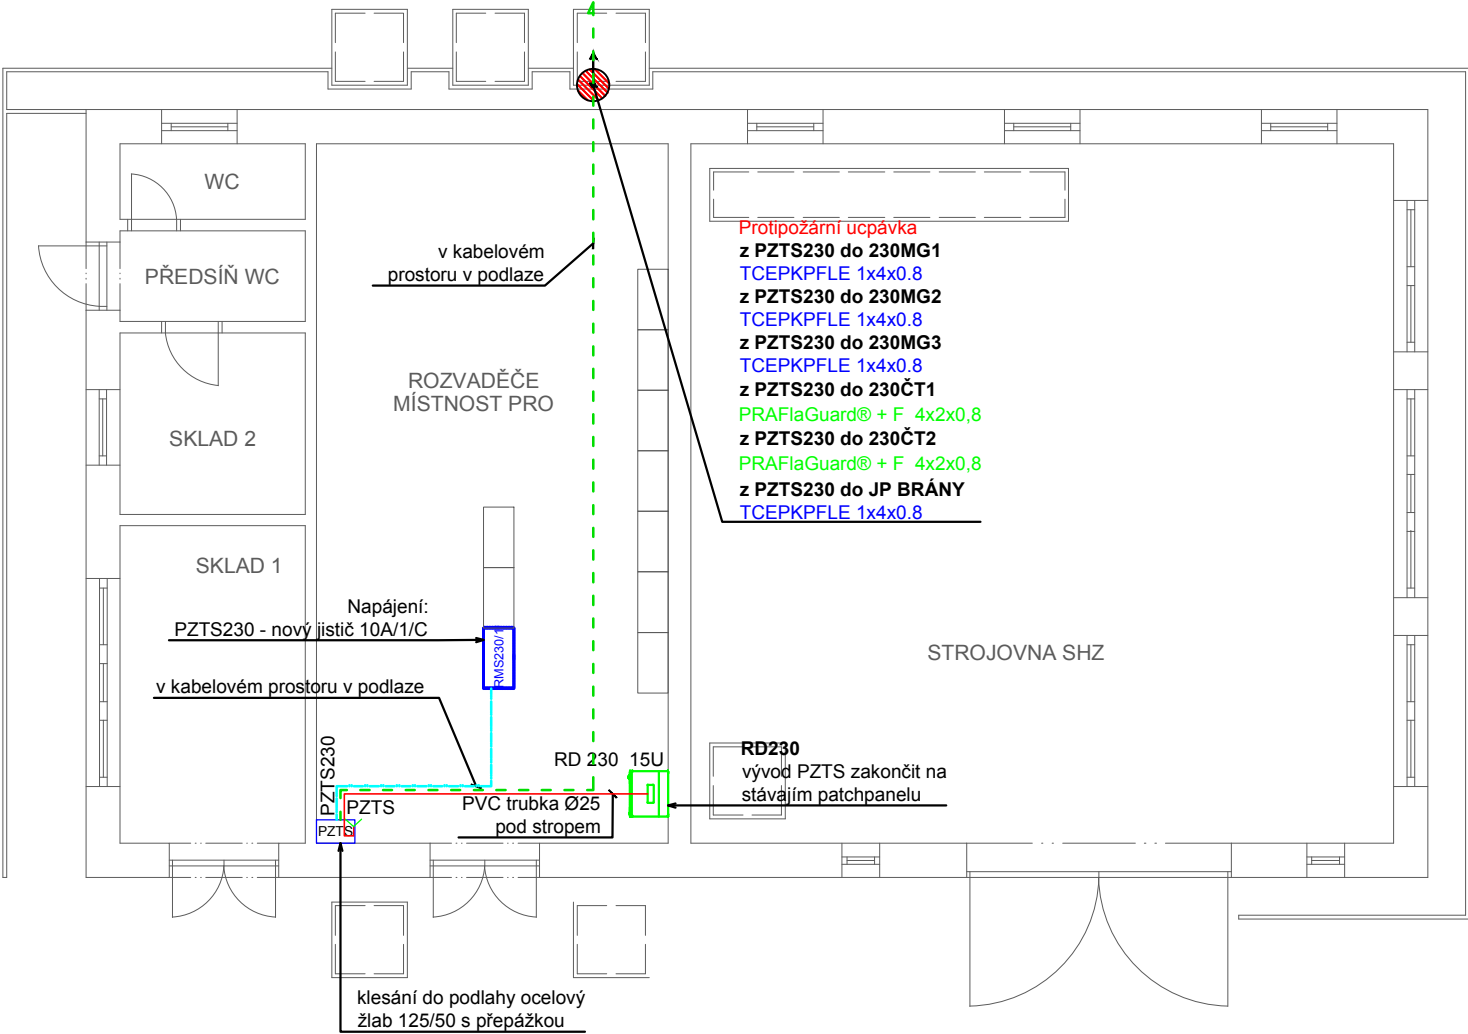 WC
PŘEDSÍŇ WC
SKLAD 2
SKLAD 1
v kabelovém
prostoru v podlaze
ROZVADĚČE
MÍSTNOST PRO
Protipožární ucpávka
z PZTS230 do 230MG1
TCEPKPFLE 1x4x0.8
z PZTS230 do 230MG2
TCEPKPFLE 1x4x0.8
z PZTS230 do 230MG3
TCEPKPFLE 1x4x0.8
z PZTS230 do 230ČT1
PRAFlaGuard® + F 4x2x0,8
z PZTS230 do 230ČT2
PRAFlaGuard® + F 4x2x0,8
z PZTS230 do JP BRÁNY
TCEPKPFLE 1x4x0.8
Napájení:
PZTS230 - nový jistič 10A/1/C
RMS230/1
v kabelovém prostoru v podlaze
STROJOVNA SHZ
PZTS230
PZTS
PZTS
RD 230 15U
PVC trubka Ø25
pod stropem
RD230
vývod PZTS zakončit na
stávajím patchpanelu
klesání do podlahy ocelový
žlab 125/50 s přepážkou